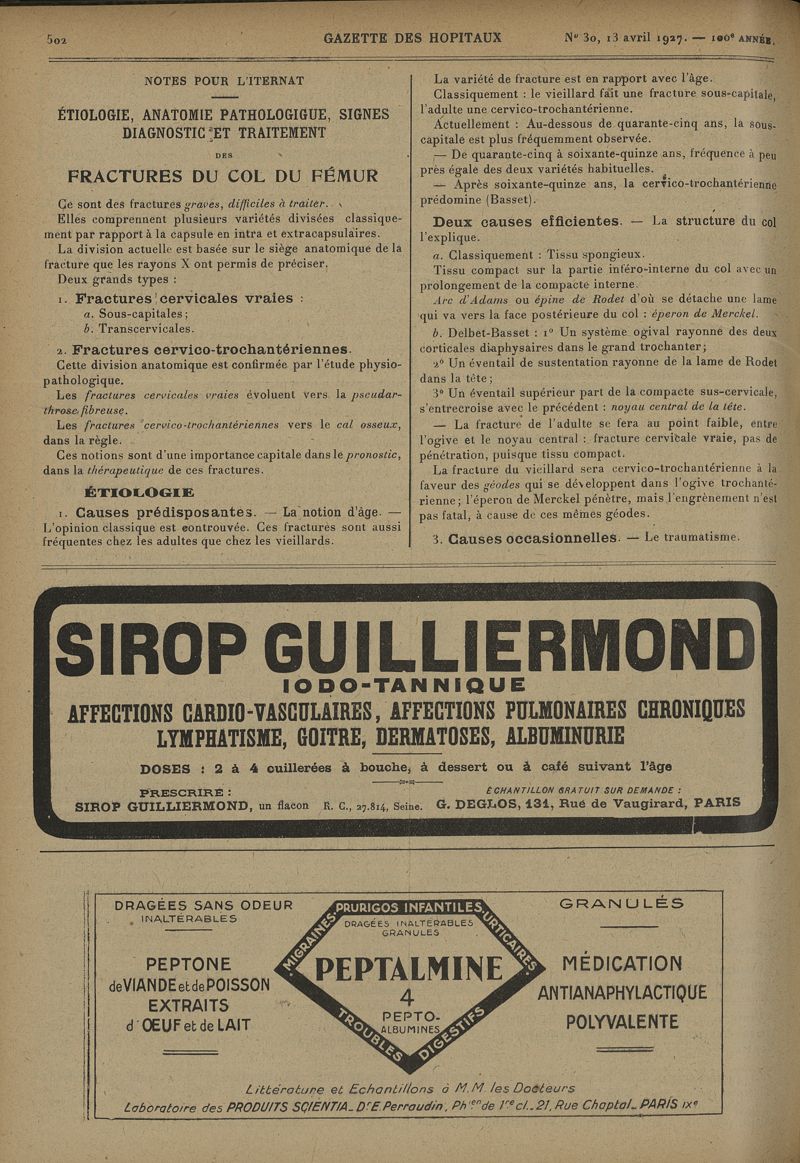 502
GAZETTE DES HOPITAUX
N° 30, 13 avril 1927. — 100e ANNÉE.
NOTES POUR L'ITERNAT
ÉTIOLOGIE, ANATOMIE PATHOLOGIQUE, SIGNES
DIAGNOSTIC ET TRAITEMENT
DES
FRACTURES DU COL DU FÉMUR
Ce sont des fractures graves, difficiles à traiter.
Elles comprennent plusieurs variétés divisées classique-
ment par rapport à la capsule en intra et extracapsulaires.
La division actuelle est basée sur le siège anatomique de la
fracture que les rayons X ont permis de préciser.
Deux grands types :
1. Fractures cervicales vraies :
a. Sous-capitales ;
b. Transcervicales.
2. Fractures cervico-trochantériennes.
Cette division anatomique est confirmée par l'étude physio-
pathologique.
Les fractures cervicales vraies évoluent vers la pseudar-
throse fibreuse.
Les fractures cervico-trochantériennes vers le cal osseux,
dans la règle.
Ces notions sont d'une importance capitale dans le pronostic,
dans la thérapeutique de ces fractures.
ÉTIOLOGIE
1. Causes prédisposantes. — La notion d'âge. —
L'opinion classique est controuvée. Ces fractures sont aussi
fréquentes chez les adultes que chez les vieillards.
La variété de fracture est en rapport avec l'âge.
Classiquement : le vieillard fait une fracture sous-capitale,
l'adulte une cervico-trochantérienne.
Actuellement : Au-dessous de quarante-cinq ans, la sous-
capitale est plus fréquemment observée.
— De quarante-cinq à soixante-quinze ans, fréquence à peu
près égale des deux variétés habituelles.
— Après soixante-quinze ans, la cervico-trochantérienne
prédomine (Basset).
Deux causes efficientes. — La structure du col
l'explique.
a. Classiquement : Tissu spongieux.
Tissu compact sur la partie inféro-interne du col avec un
prolongement de la compacte interne.
Arc d'Adams ou épine de Rodet d'où se détache une lame
qui va vers la face postérieure du col : éperon de Merckel.
b. Delbet-Basset : 1° Un système ogival rayonne des deux
corticales diaphysaires dans le grand trochanter ;
2° Un éventail de sustentation rayonne de la lame de Rodet
dans la tête ;
3° Un éventail supérieur part de la compacte sus-cervicale,
s'entrecroise avec le précédent : noyau central de la tête.
— La fracture de l'adulte se fera au point faible, entre
l'ogive et le noyau central : fracture cervicale vraie, pas de
pénétration, puisque tissu compact.
La fracture du vieillard sera cervico-trochantérienne à la
faveur des géodes qui se développent dans l'ogive trochanté-
rienne ; l'éperon de Merckel pénètre, mais l'engrènement n'est
pas fatal, à cause de ces mêmes géodes.
3. Causes occasionnelles. — Le traumatisme.
SIROP GUILLIERMOND
IODO-TANNIQUE
AFFECTIONS CARDIO-VASCULAIRES, AFFECTIONS PULMONAIRES CHRONIQUES
LYMPHATISME, GOITRE, DERMATOSES, ALBUMINURIE
DOSES : 2 à 4 cuillerées à bouche, à dessert ou à café suivant l'âge
PRESCRIRE :
SIROP GUILLIERMOND, un flacon R. C., 27.814, Seine.
ÉCHANTILLON GRATUIT SUR DEMANDE :
G. DEGLOS, 131, Rue de Vaugirard, PARIS
DRAGÉES SANS ODEUR
INALTÉRABLES
PEPTONE
de VIANDE et de POISSON
EXTRAITS
d'ŒUF et de LAIT
PRURIGOS INFANTILES
MIGRAINES
URTICAIRES
DRAGÉES INALTÉRABLES
GRANULES
PEPTALMINE
4
PEPTO-
ALBUMINES
TROUBLES DIGESTIFS
GRANULÉS
MÉDICATION
ANTIANAPHYLACTIQUE
POLYVALENTE
Littérature et Echantillons à M.M. les Docteurs
Laboratoire des PRODUITS SCIENTIA_ Dr E. Perraudin, Phien de 1re cl._21, Rue Chaptal_ PARIS IXe